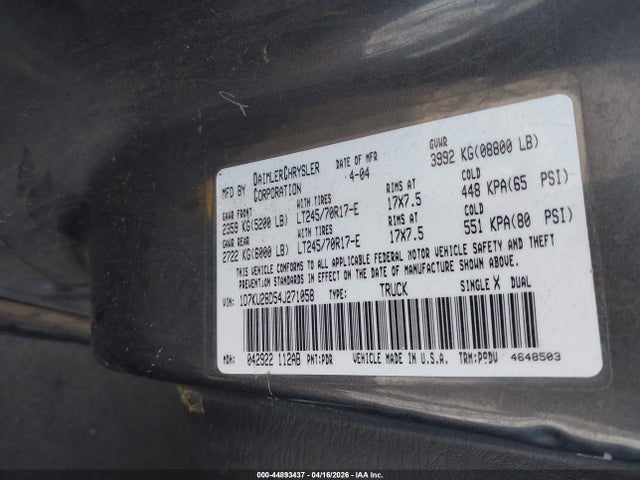 MFD BY DAIMLERCHRYSLER CORPORATION DATE OF MFR 4-04 GVWR 3992 KG(08800 LB)
GAWR FRONT WITH TIRES RIMS AT COLD
2359 KG(5200 LB) LT245/70R17-E 17X7.5 448 KPA(65 PSI)
GAWR REAR WITH TIRES RIMS AT COLD
2722 KG(6000 LB) LT245/70R17-E 17X7.5 551 KPA(80 PSI)
THIS VEHICLE CONFORMS TO ALL APPLICABLE FEDERAL MOTOR VEHICLE SAFETY AND THEFT
PREVENTION STANDARDS IN EFFECT ON THE DATE OF MANUFACTURE SHOWN ABOVE.
VIN: 1D7KU28D54J271058 TYPE: TRUCK SINGLE X DUAL
MDH: 042922 112AB PNT:PDR VEHICLE MADE IN U.S.A. TRM:P@DV 4648503
000-44893437 - 04/16/2026 - IAA Inc.